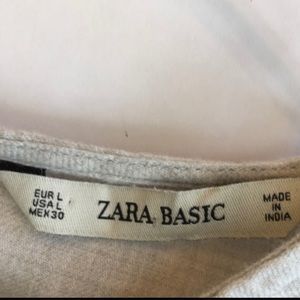 EUR L
USA L
MEX 30
ZARA BASIC
MADE
IN
INDIA